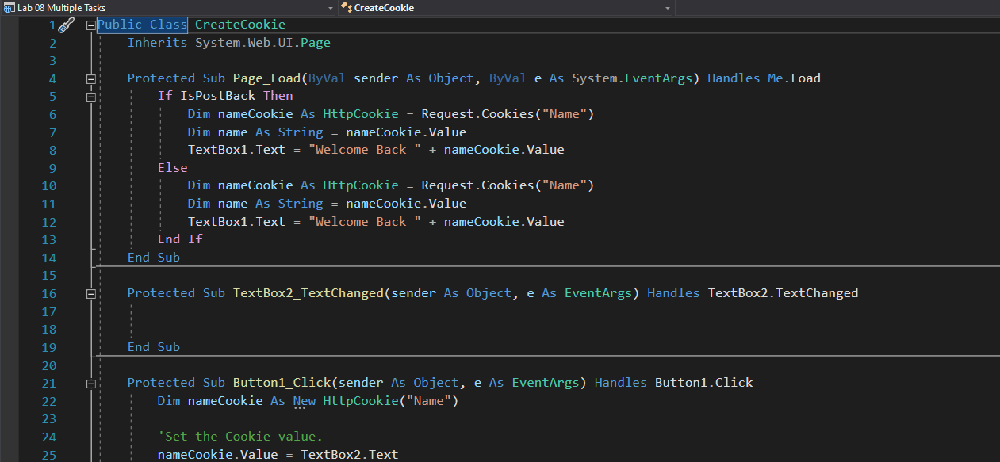 Lab 08 Multiple Tasks CreateCookie
1 Public Class CreateCookie
2 Inherits System.Web.UI.Page
3
4 Protected Sub Page_Load(ByVal sender As Object, ByVal e As System.EventArgs) Handles Me.Load
5 If IsPostBack Then
6 Dim nameCookie As HttpCookie = Request.Cookies("Name")
7 Dim name As String = nameCookie.Value
8 TextBox1.Text = "Welcome Back " + nameCookie.Value
9 Else
10 Dim nameCookie As HttpCookie = Request.Cookies("Name")
11 Dim name As String = nameCookie.Value
12 TextBox1.Text = "Welcome Back " + nameCookie.Value
13 End If
14 End Sub
15
16 Protected Sub TextBox2_TextChanged(sender As Object, e As EventArgs) Handles TextBox2.TextChanged
17
18
19 End Sub
20
21 Protected Sub Button1_Click(sender As Object, e As EventArgs) Handles Button1.Click
22 Dim nameCookie As New HttpCookie("Name")
23
24 'Set the Cookie value.
25 nameCookie.Value = TextBox2.Text